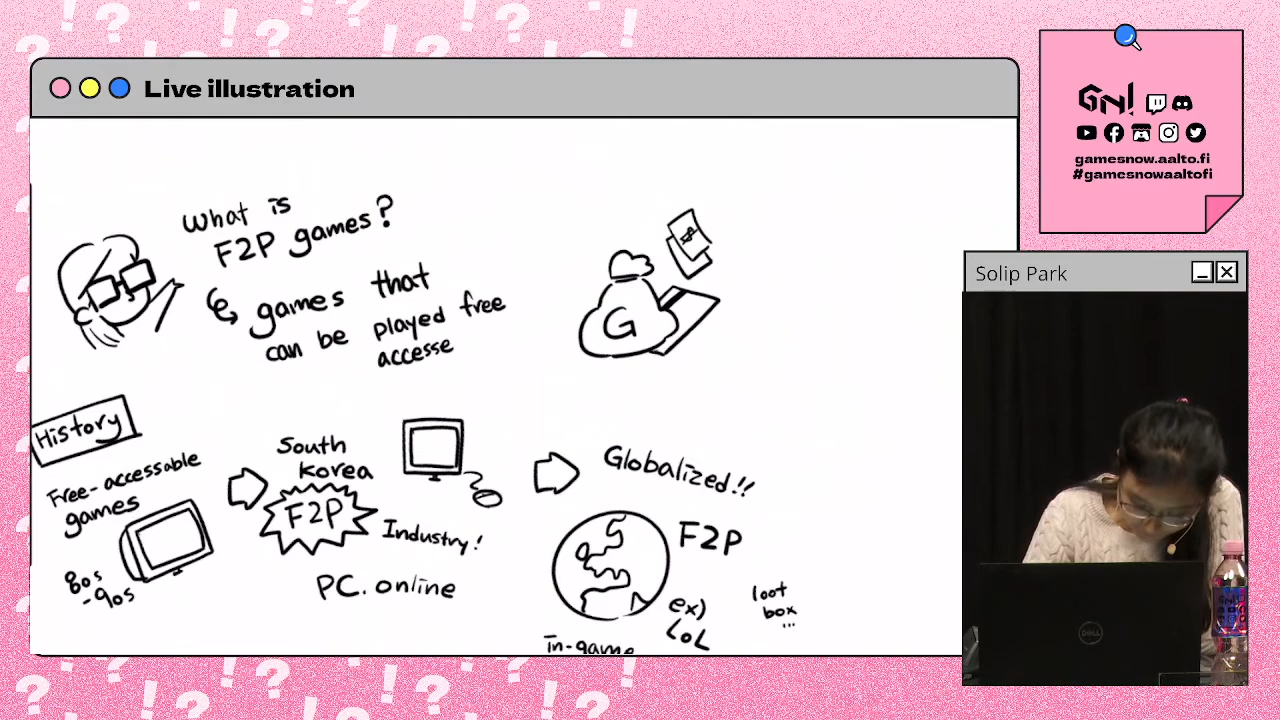 Live illustration
What is
F2P games?
games that
can be played free
accesse
G
$
History
Free-accessable
games
80s
-90s
South
korea
F2P
Industry!
PC. online
Globalized!!
F2P
ex)
LoL
loot
box
...
in-game
GN!
gamesnow.aalto.fi
#gamesnowaaltofi
Solip Park
DELL